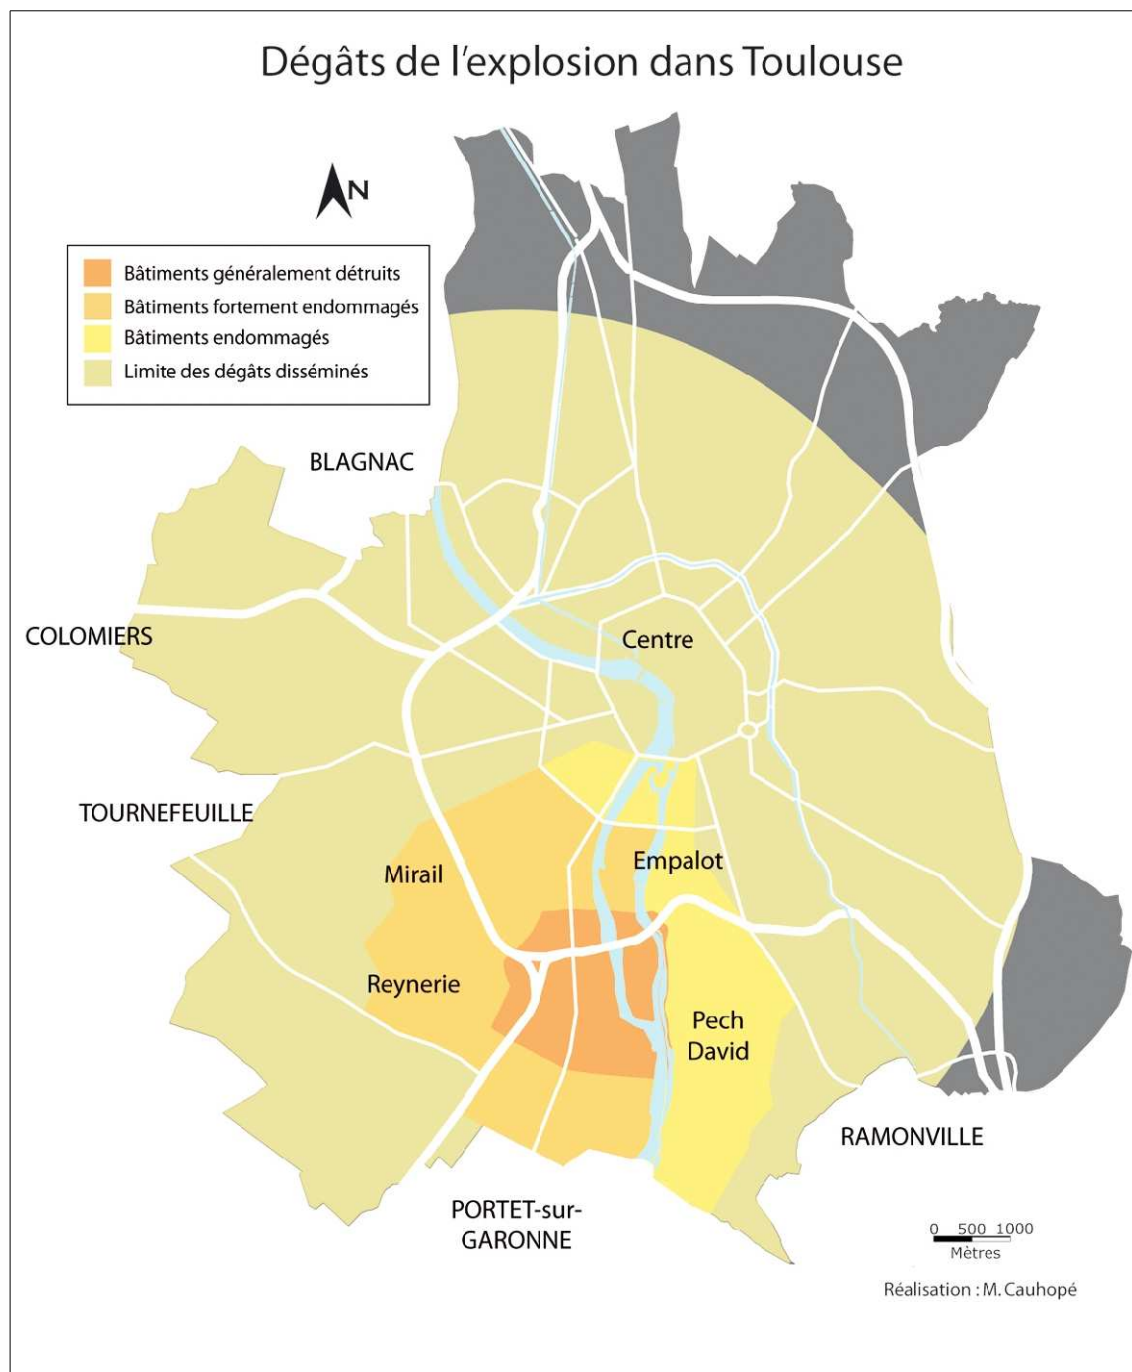 Dégâts de l'explosion dans Toulouse
N
Bâtiments généralement détruits
Bâtiments fortement endommagés
Bâtiments endommagés
Limite des dégâts disséminés
BLAGNAC
COLOMIERS
Centre
TOURNEFEUILLE
Mirail
Empalot
Reynerie
Pech
David
RAMONVILLE
PORTET-sur-
GARONNE
0 500 1000
Mètres
Réalisation : M. Cauhopé